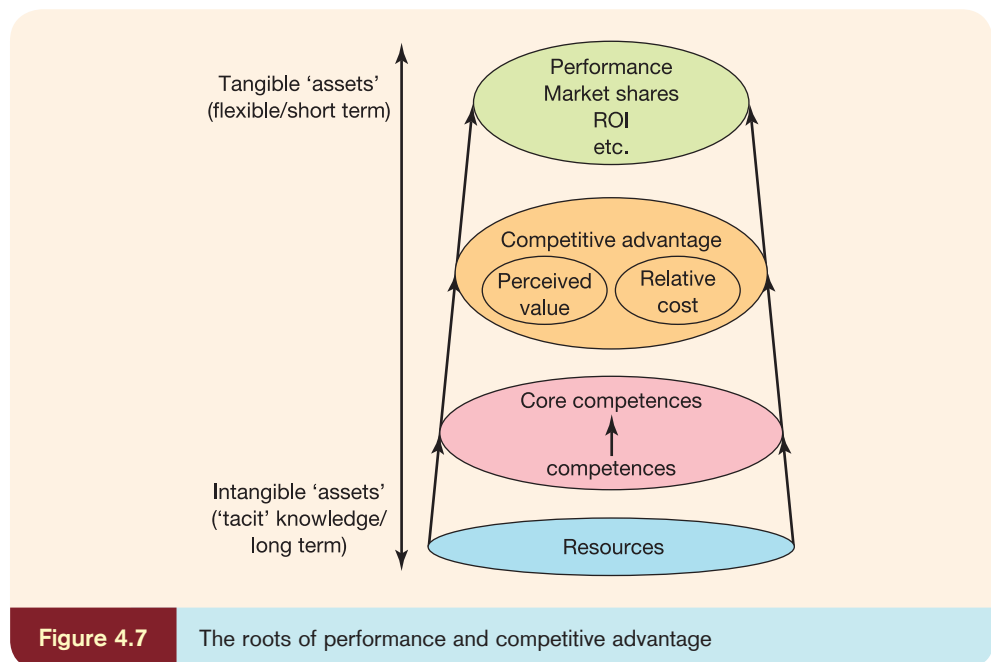 Tangible ‘assets’
(flexible/short term)
Performance
Market shares
ROI
etc.
Competitive advantage
Perceived
value
Relative
cost
Core competences
competences
Intangible ‘assets’
(‘tacit’ knowledge/
long term)
Resources
Figure 4.7 The roots of performance and competitive advantage